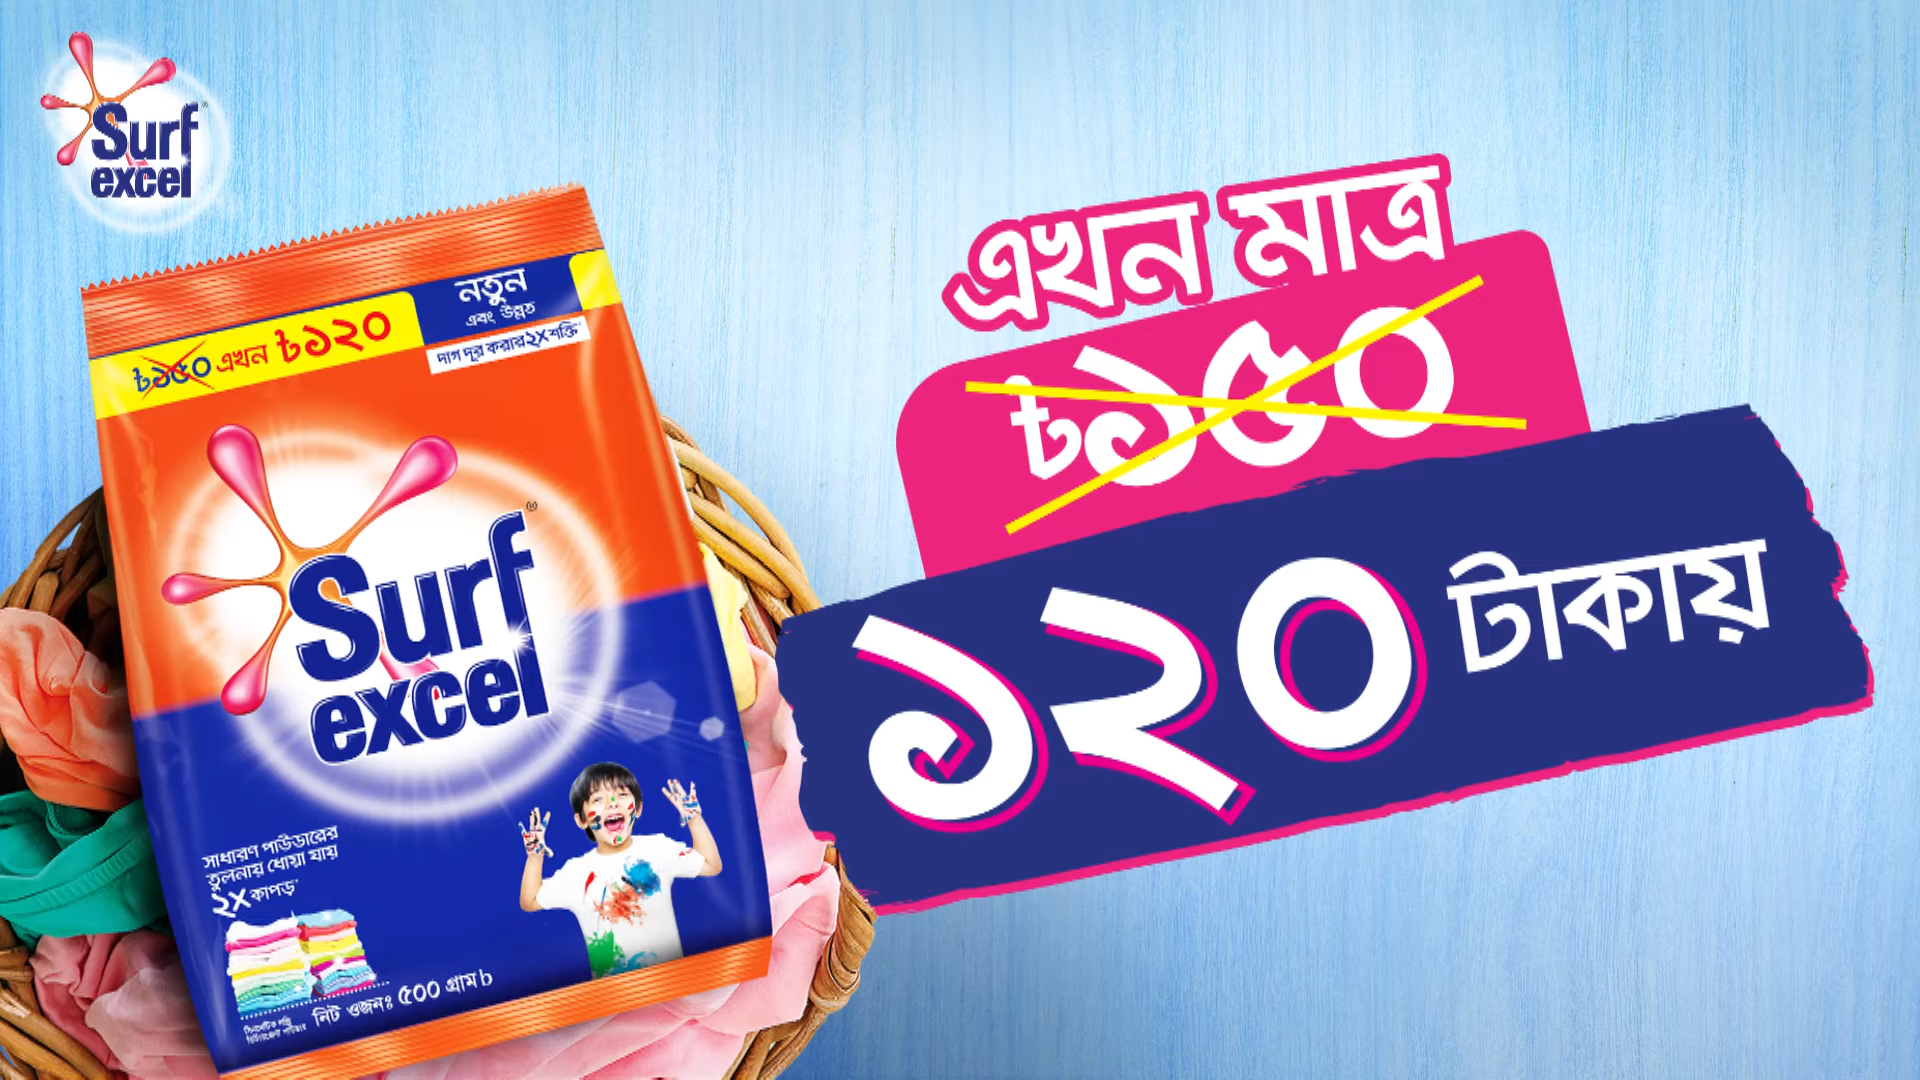 Surf
excel
৳১৫০ এখন ৳১২০
নতুন
এবং উন্নত
দাগ দূর করার ২X শক্তি
Surf
excel
সাধারণ পাউডারের
তুলনায় ধোয়া যায়
২X কাপড়
নিট ওজনঃ ৫০০ গ্রাম
এখন মাত্র
৳১৫০
১২০ টাকায়